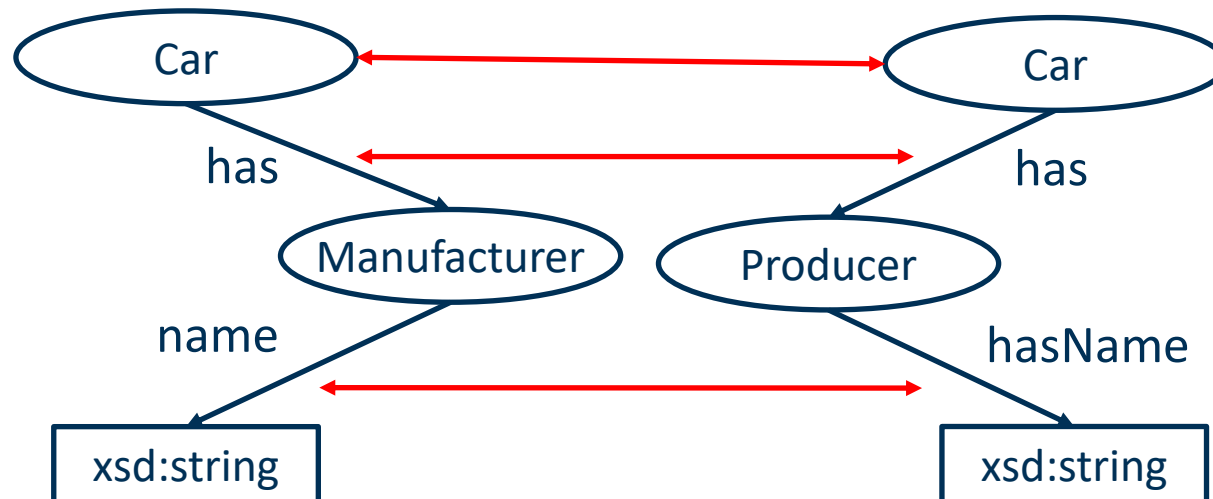 Car
Car
has
has
Manufacturer
Producer
name
hasName
xsd:string
xsd:string